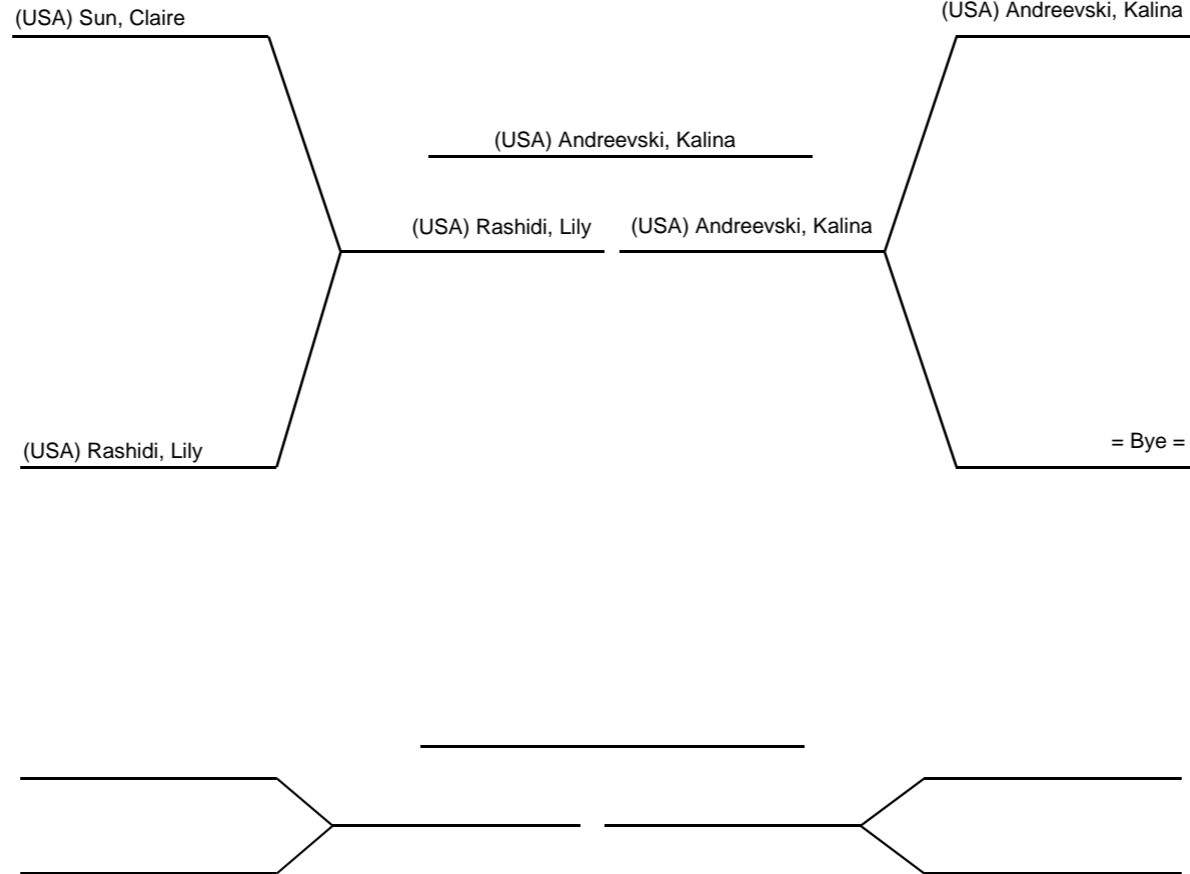 (USA) Sun, Claire
(USA) Andreevski, Kalina
(USA) Andreevski, Kalina
(USA) Rashidi, Lily
(USA) Andreevski, Kalina
(USA) Rashidi, Lily
= Bye =